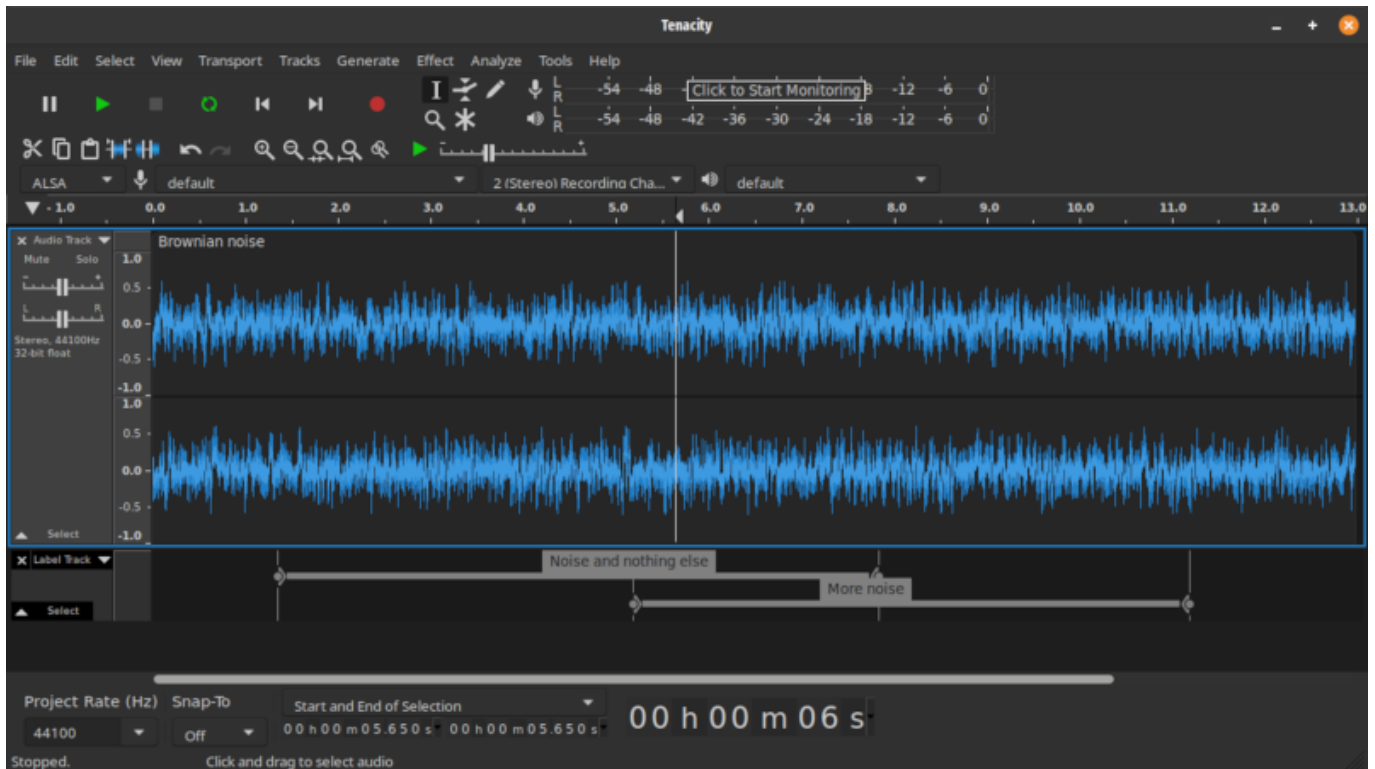 Tenacity
File Edit Select View Transport Tracks Generate Effect Analyze Tools Help
L R -54 -48 Click to Start Monitoring -12 -6 0
L R -54 -48 -42 -36 -30 -24 -18 -12 -6 0
ALSA default 2 (Stereo) Recording Cha... default
-1.0 0.0 1.0 2.0 3.0 4.0 5.0 6.0 7.0 8.0 9.0 10.0 11.0 12.0 13.0
Audio Track Brownian noise
Mute Solo 1.0
- + 0.5
L R
0.0
Stereo, 44100Hz
32-bit float
-0.5
-1.0
1.0
0.5
0.0
-0.5
Select -1.0
Label Track Noise and nothing else
More noise
Select
Project Rate (Hz) Snap-To Start and End of Selection
44100 Off 00 h 00 m 05.650 s 00 h 00 m 05.650 s 00 h 00 m 06 s
Stopped. Click and drag to select audio